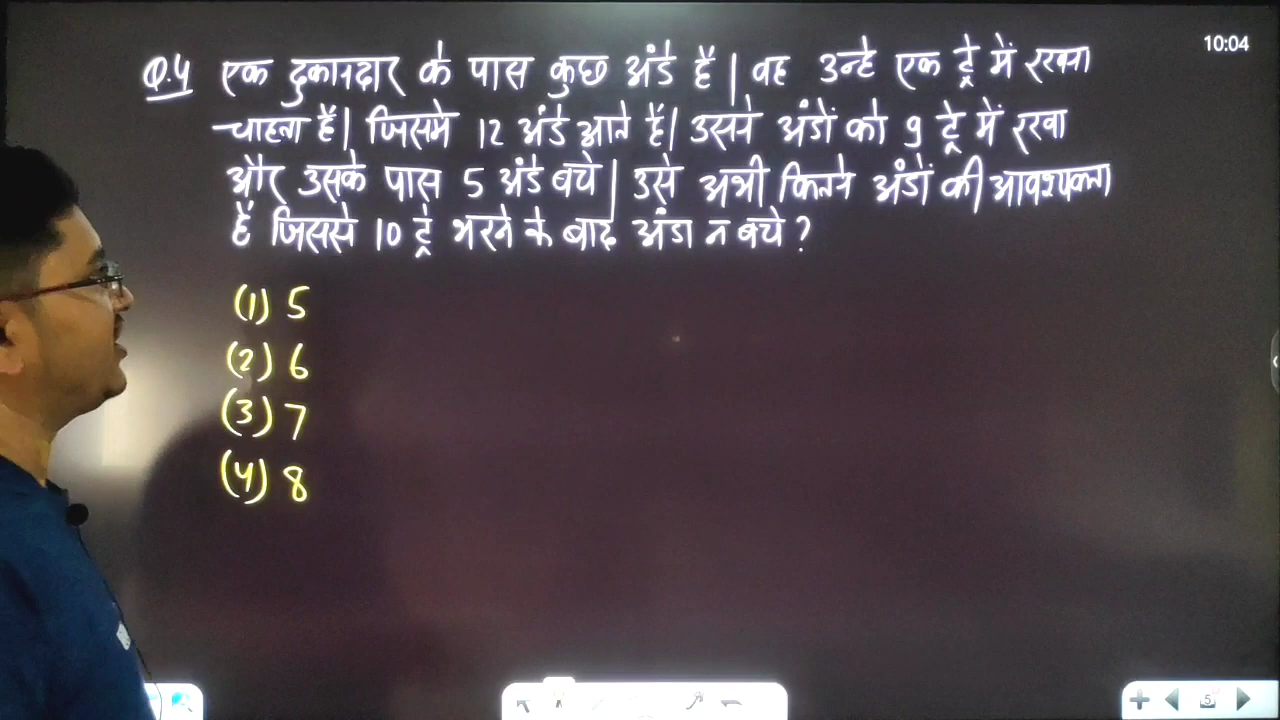 10:04
Q.4 एक दुकानदार के पास कुछ अंडे हैं | वह उन्हे एक ट्रे में रखना
चाहता हैं | जिसमे 12 अंडे आते हैं | उसने अंडों को 9 ट्रे में रखा
और उसके पास 5 अंडे बचे | उसे अभी कितने अंडों की आवश्यकता
हैं जिससे 10 ट्रे भरने के बाद अंडा न बचे ?
(1) 5
(2) 6
(3) 7
(4) 8
5